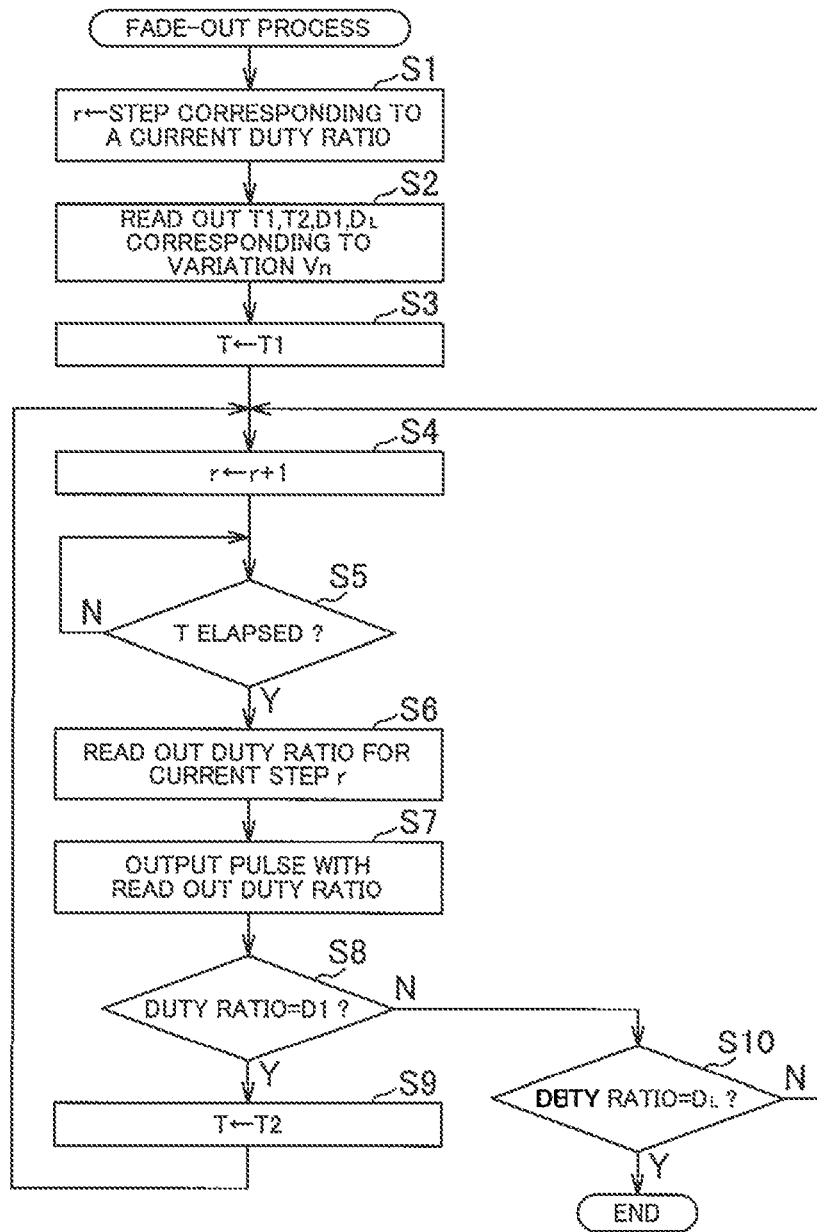 FADE-OUT PROCESS
S1
r←STEP CORRESPONDING TO
A CURRENT DUTY RATIO
S2
READ OUT T1,T2,D1,DL
CORRESPONDING TO
VARIATION Vn
S3
T←T1
S4
r←r+1
S5
N
T ELAPSED ?
Y
S6
READ OUT DUTY RATIO FOR
CURRENT STEP r
S7
OUTPUT PULSE WITH
READ OUT DUTY RATIO
S8
DUTY RATIO=D1 ?
N
Y
S9
T←T2
S10
RATIO=DL ?
N
Y
END